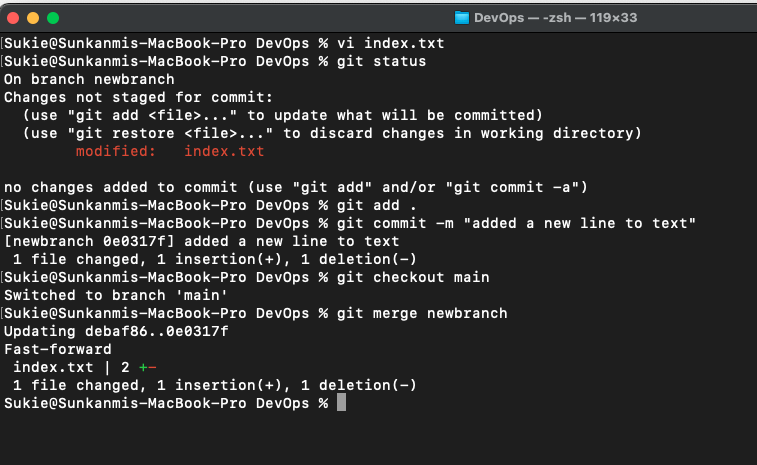 DevOps — -zsh — 119×33
[Sukie@Sunkanmis-MacBook-Pro DevOps % vi index.txt
[Sukie@Sunkanmis-MacBook-Pro DevOps % git status
On branch newbranch
Changes not staged for commit:
  (use "git add <file>..." to update what will be committed)
  (use "git restore <file>..." to discard changes in working directory)
        modified:   index.txt

no changes added to commit (use "git add" and/or "git commit -a")
[Sukie@Sunkanmis-MacBook-Pro DevOps % git add .
[Sukie@Sunkanmis-MacBook-Pro DevOps % git commit -m "added a new line to text"
[newbranch 0e0317f] added a new line to text
 1 file changed, 1 insertion(+), 1 deletion(-)
[Sukie@Sunkanmis-MacBook-Pro DevOps % git checkout main
Switched to branch 'main'
[Sukie@Sunkanmis-MacBook-Pro DevOps % git merge newbranch
Updating debaf86..0e0317f
Fast-forward
 index.txt | 2 +-
 1 file changed, 1 insertion(+), 1 deletion(-)
Sukie@Sunkanmis-MacBook-Pro DevOps %